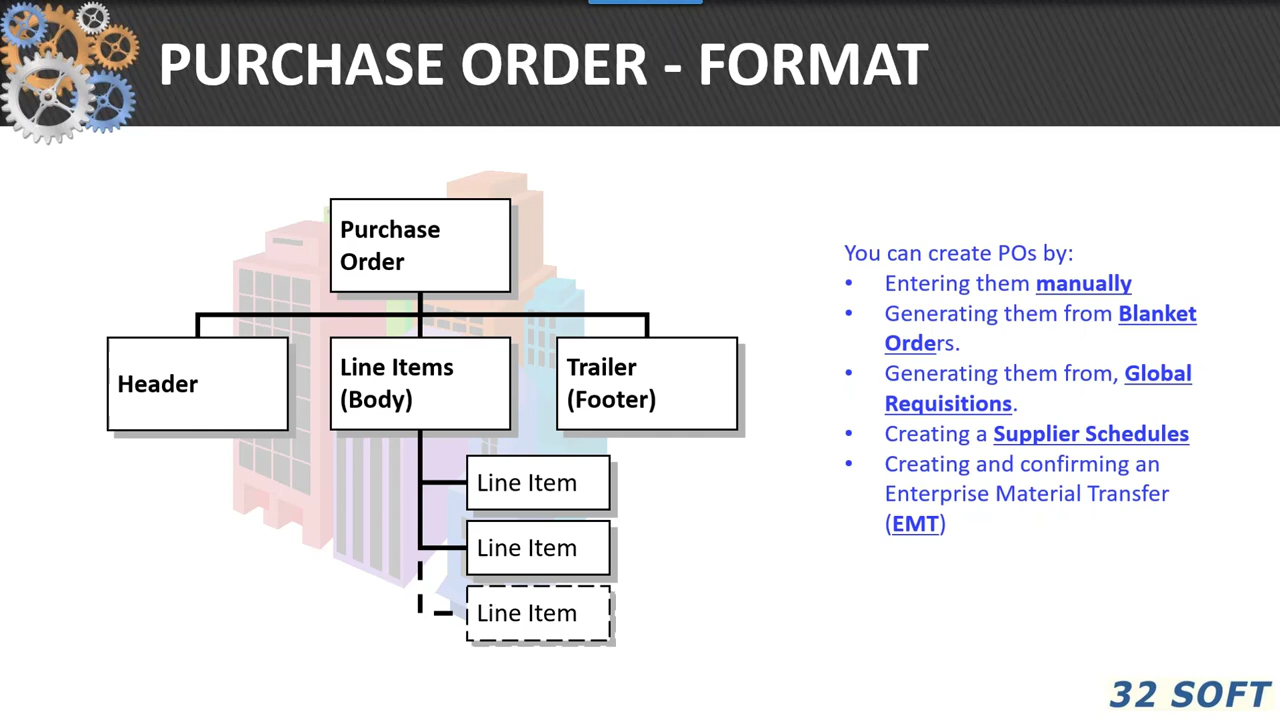 PURCHASE ORDER - FORMAT
Purchase
Order
Header
Line Items
(Body)
Trailer
(Footer)
Line Item
Line Item
Line Item
You can create POs by:
• Entering them manually
• Generating them from Blanket
Orders.
• Generating them from, Global
Requisitions.
• Creating a Supplier Schedules
• Creating and confirming an
Enterprise Material Transfer
(EMT)
32 SOFT